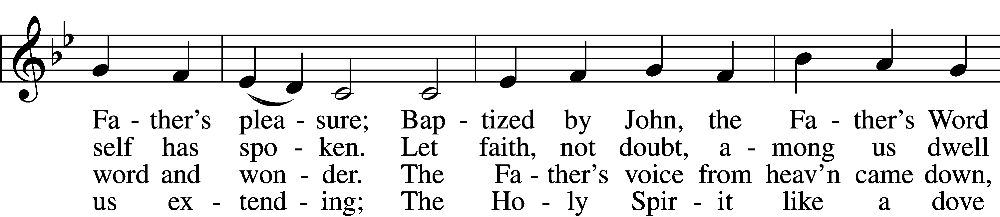 Fa - ther's plea - sure; Bap - tized by John, the Fa - ther's Word
self has spo - ken. Let faith, not doubt, a - mong us dwell
word and won - der. The Fa - ther's voice from heav'n came down,
us ex - tend - ing; The Ho - ly Spir - it like a dove